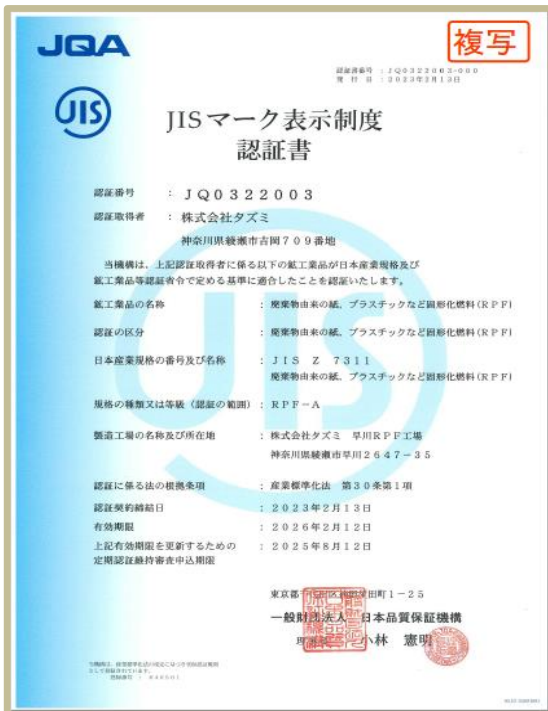 JQA
複写
認証書番号 : JQ0322003-000
発行日 : 2023年2月13日
JIS
JISマーク表示制度
認証書
認証番号 : JQ0322003
認証取得者 : 株式会社タズミ
神奈川県綾瀬市吉岡709番地
当機構は、上記認証取得者に係る以下の鉱工業品が日本産業規格及び
鉱工業品等認証省令で定める基準に適合したことを認証いたします。
鉱工業品の名称 : 廃棄物由来の紙、プラスチックなど固形化燃料(RPF)
認証の区分 : 廃棄物由来の紙、プラスチックなど固形化燃料(RPF)
日本産業規格の番号及び名称 : JIS Z 7311
廃棄物由来の紙、プラスチックなど固形化燃料(RPF)
規格の種類又は等級(認証の範囲) : RPF-A
製造工場の名称及び所在地 : 株式会社タズミ 早川RPF工場
神奈川県綾瀬市早川2647-35
認証に係る法の根拠条項 : 産業標準化法 第30条第1項
認証契約締結日 : 2023年2月13日
有効期限 : 2026年2月12日
上記有効期限を更新するための : 2025年8月12日
定期認証維持審査申込期限
東京都千代田区神田須田町1-25
一般財団法人 日本品質保証機構
小林 憲明